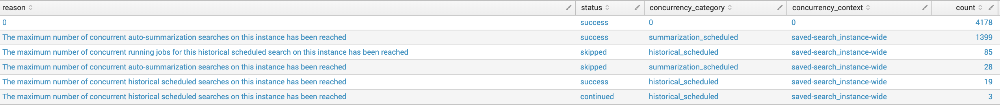 reason status concurrency_category concurrency_context count
0 success 0 0 4178
The maximum number of concurrent auto-summarization searches on this instance has been reached success summarization_scheduled saved-search_instance-wide 1399
The maximum number of concurrent running jobs for this historical scheduled search on this instance has been reached skipped historical_scheduled saved-search_instance-wide 85
The maximum number of concurrent auto-summarization searches on this instance has been reached skipped summarization_scheduled saved-search_instance-wide 28
The maximum number of concurrent historical scheduled searches on this instance has been reached success historical_scheduled saved-search_instance-wide 19
The maximum number of concurrent historical scheduled searches on this instance has been reached continued historical_scheduled saved-search_instance-wide 3